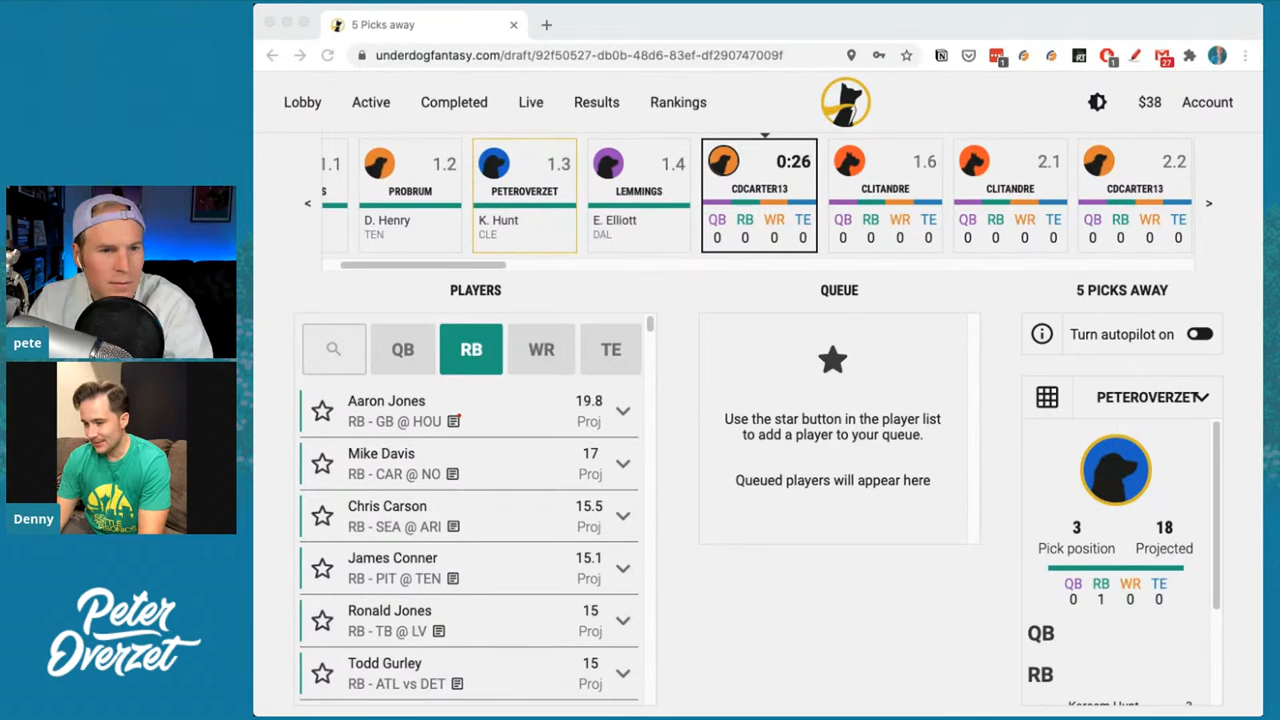 5 Picks away
underdogfantasy.com/draft/92f50527-db0b-48d6-83ef-df290747009f
1
1
27
Lobby
Active
Completed
Live
Results
Rankings
$38
Account
1.1
S
1.2
PROBRUM
D. Henry
TEN
1.3
PETEROVERZET
K. Hunt
CLE
1.4
LEMMINGS
E. Elliott
DAL
0:26
CDCARTER13
QB RB WR TE
0 0 0 0
1.6
CLITANDRE
QB RB WR TE
0 0 0 0
2.1
CLITANDRE
QB RB WR TE
0 0 0 0
2.2
CDCARTER13
QB RB WR TE
0 0 0 0
<
>
PLAYERS
QB
RB
WR
TE
Aaron Jones
19.8
RB - GB @ HOU
Proj
Mike Davis
17
RB - CAR @ NO
Proj
Chris Carson
15.5
RB - SEA @ ARI
Proj
James Conner
15.1
RB - PIT @ TEN
Proj
Ronald Jones
15
RB - TB @ LV
Proj
Todd Gurley
15
RB - ATL vs DET
Proj
QUEUE
Use the star button in the player list
to add a player to your queue.
Queued players will appear here
5 PICKS AWAY
Turn autopilot on
PETEROVERZET
3
18
Pick position
Projected
QB RB WR TE
0 1 0 0
QB
RB
Kareem Hunt
pete
Denny
SEATTLE
Peter
Overzet